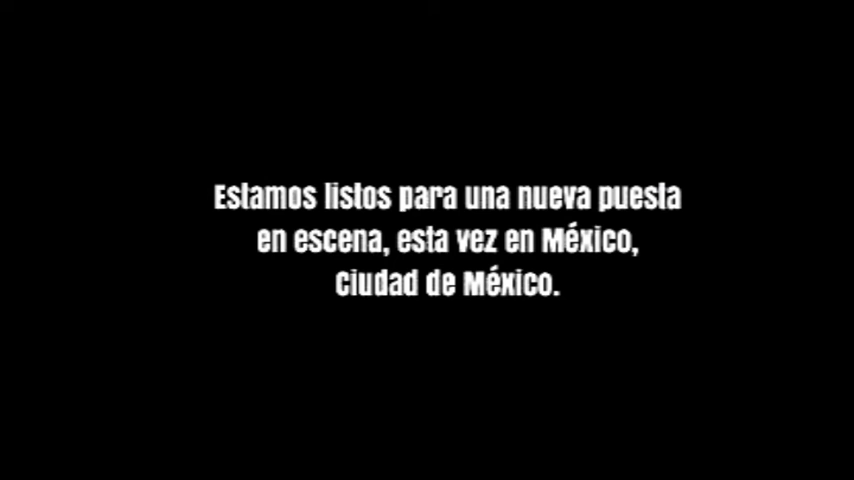 Estamos listos para una nueva puesta
en escena, esta vez en México,
Ciudad de México.